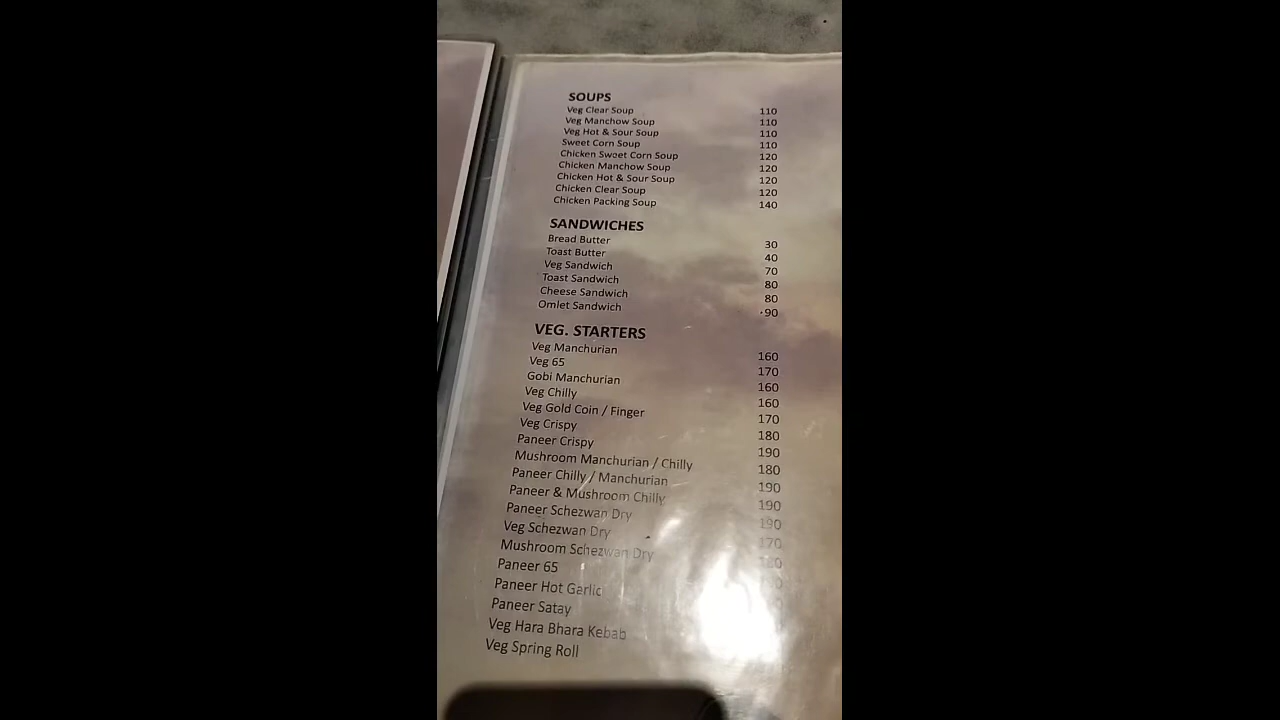 SOUPS
Veg Clear Soup 110
Veg Manchow Soup 110
Veg Hot & Sour Soup 110
Sweet Corn Soup 110
Chicken Sweet Corn Soup 120
Chicken Manchow Soup 120
Chicken Hot & Sour Soup 120
Chicken Clear Soup 120
Chicken Packing Soup 140
SANDWICHES
Bread Butter 30
Toast Butter 40
Veg Sandwich 70
Toast Sandwich 80
Cheese Sandwich 80
Omlet Sandwich 90
VEG. STARTERS
Veg Manchurian 160
Veg 65 170
Gobi Manchurian 160
Veg Chilly 160
Veg Gold Coin / Finger 170
Veg Crispy 180
Paneer Crispy 190
Mushroom Manchurian / Chilly 180
Paneer Chilly / Manchurian 190
Paneer & Mushroom Chilly 190
Paneer Schezwan Dry 190
Veg Schezwan Dry 170
Mushroom Schezwan Dry
Paneer 65
Paneer Hot Garlic
Paneer Satay
Veg Hara Bhara Kebab
Veg Spring Roll